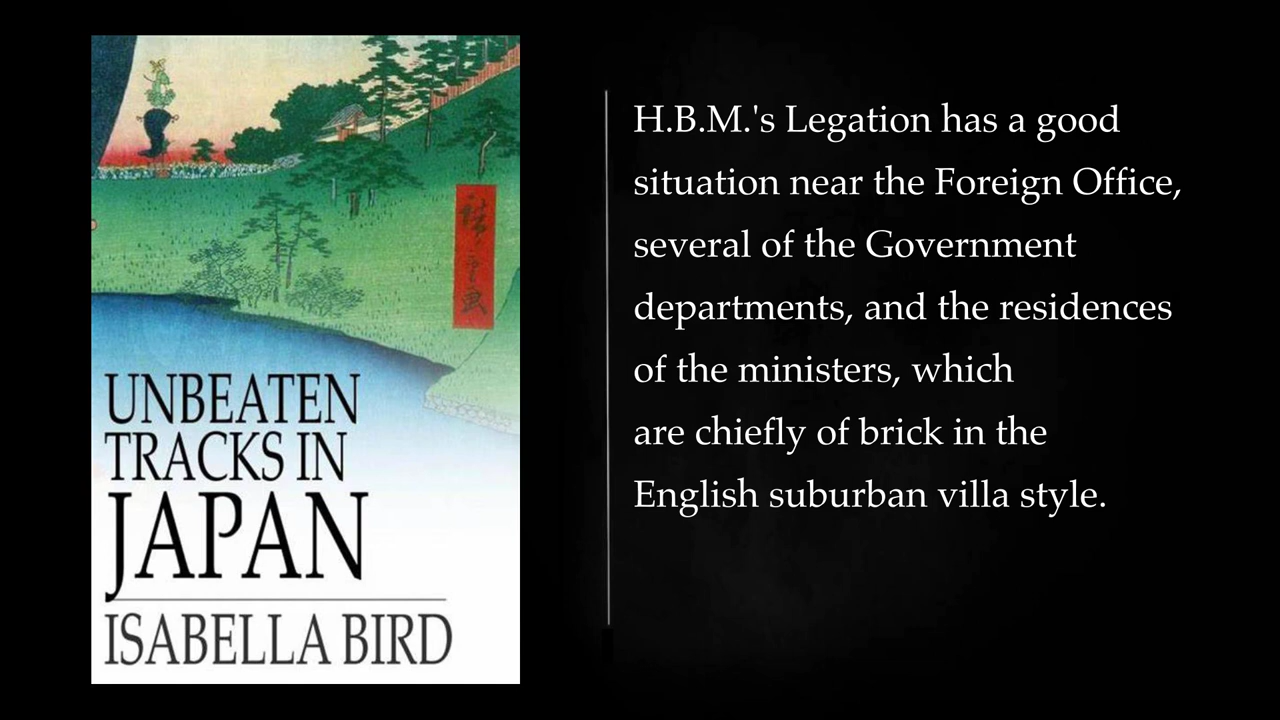 UNBEATEN
TRACKS IN
JAPAN
ISABELLA BIRD
H.B.M.'s Legation has a good
situation near the Foreign Office,
several of the Government
departments, and the residences
of the ministers, which
are chiefly of brick in the
English suburban villa style.